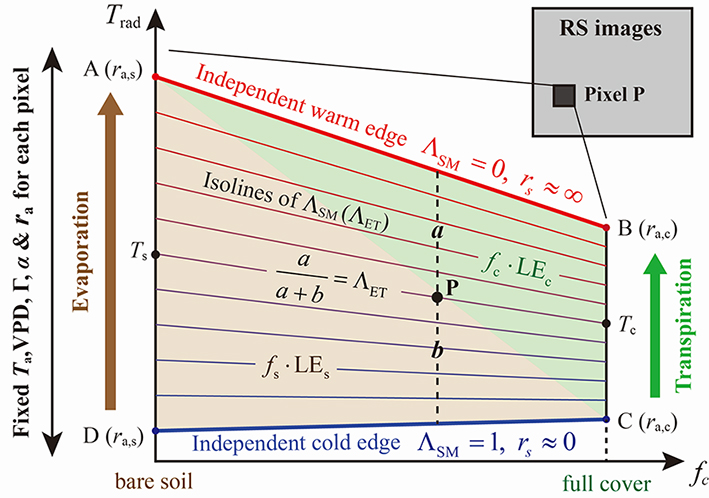 T_rad
RS images
Pixel P
A (r_a,s)
Independent warm edge Λ_SM = 0, r_s ≈ ∞
Fixed T_a,VPD, Γ, α & r_a for each pixel
Evaporation
Isolines of Λ_SM (Λ_ET)
a
B (r_a,c)
T_s
f_c · LE_c
a/(a + b) = Λ_ET
P
T_c
b
f_s · LE_s
Transpiration
D (r_a,s)
Independent cold edge Λ_SM = 1, r_s ≈ 0
C (r_a,c)
bare soil
full cover
f_c